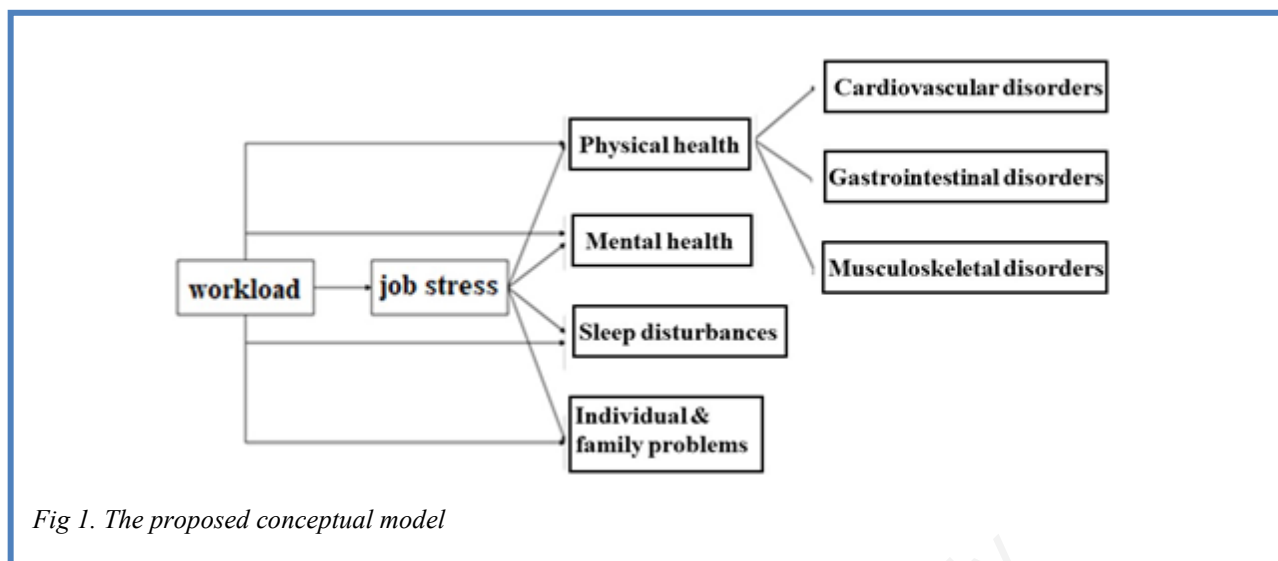 Cardiovascular disorders
Physical health
Gastrointestinal disorders
Mental health
Musculoskeletal disorders
workload
job stress
Sleep disturbances
Individual &
family problems
Fig 1. The proposed conceptual model